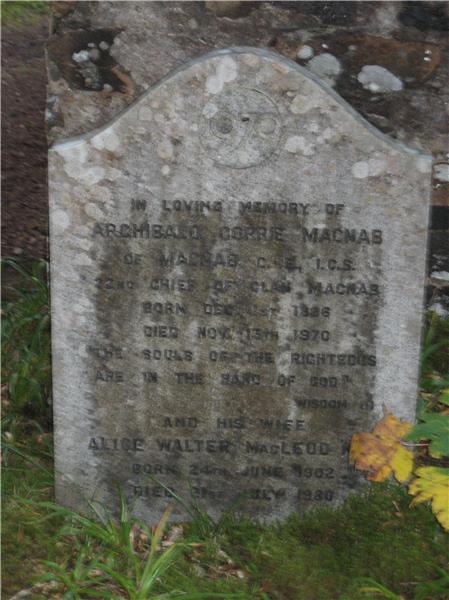 IN LOVING MEMORY OF
ARCHIBALD CORRIE MACNAB
OF MACNAB C.I.E, I.C.S.
22ND CHIEF OF CLAN MACNAB
BORN DEC 1ST 1886
DIED NOV. 13TH 1970
"THE SOULS OF THE RIGHTEOUS
ARE IN THE HAND OF GOD"
WISDOM
AND HIS WIFE
ALICE WALTER MACLEOD
BORN 24TH JUNE 1902
DIED 21ST JULY 1980